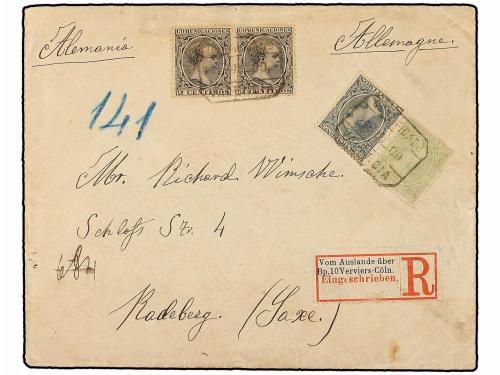 Alemania
Allemagne.
COMUNICACIONES COMUNICACIONES
141
Mr. Richard Wimsche.
Schloſs Str. 4
Vom Auslande über
Bp.10 Verviers-Cöln.
Eingeschrieben.
R
Radeberg. (Saxe.)